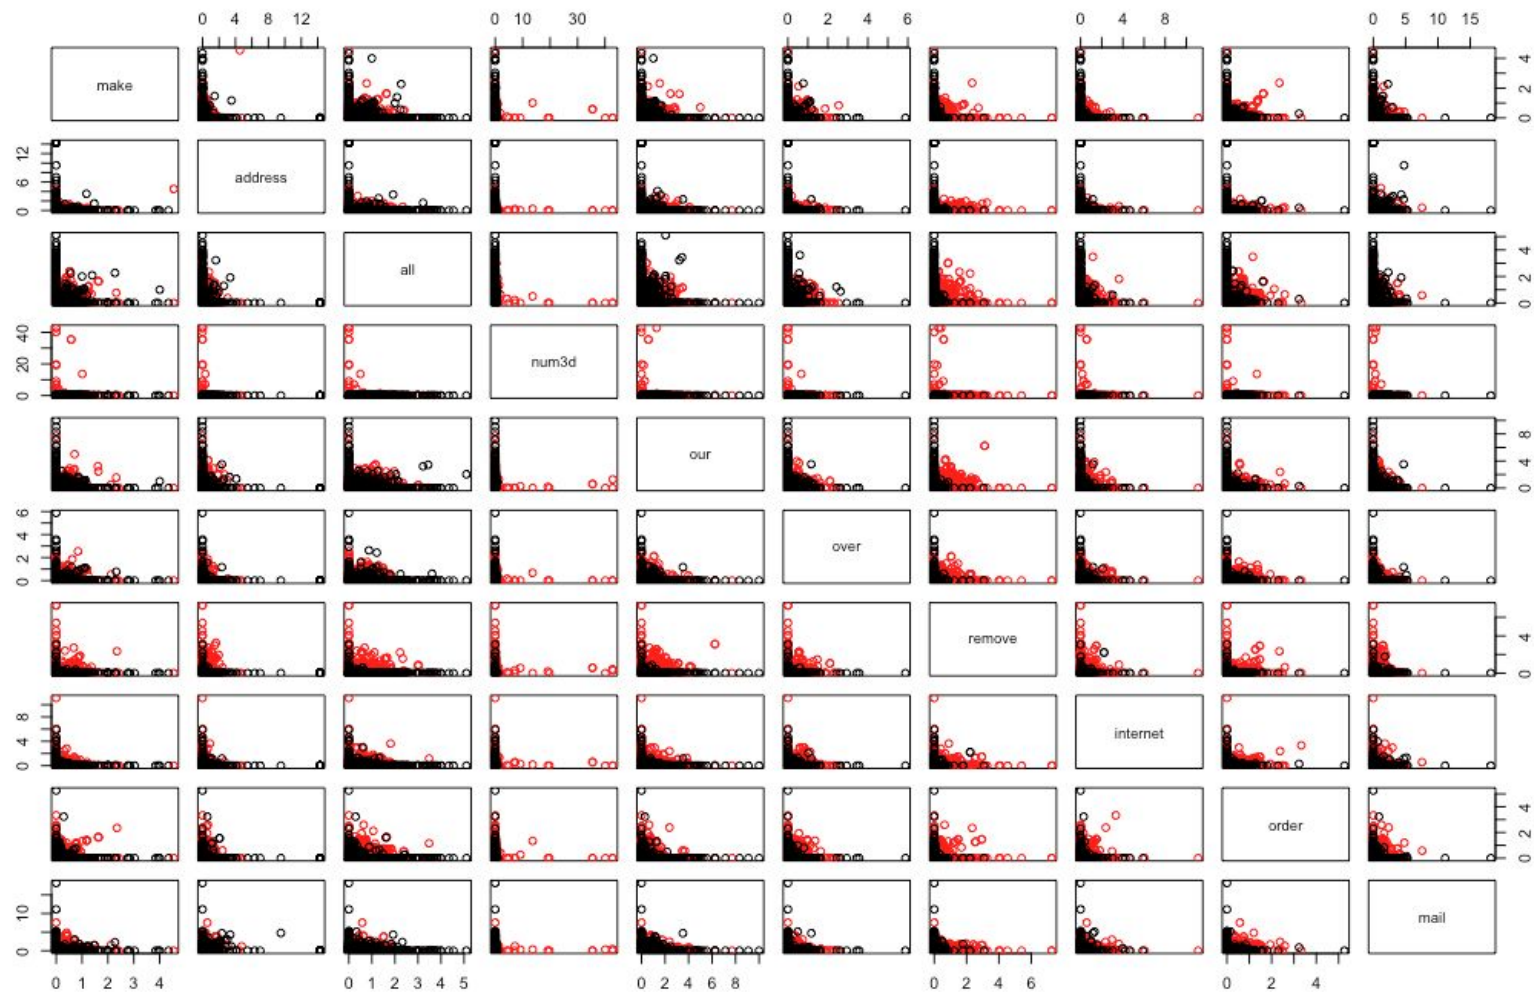 0 4 8 12
0 10 30
0 2 4 6
0 4 8
0 5 10 15
make
0 2 4
6 12
0
address
all
0 2 4
0 20 40
num3d
our
0 4 8
0 2 4 6
over
remove
0 4
0 4 8
internet
order
0 2 4
0 10
mail
0 1 2 3 4
0 1 2 3 4 5
0 2 4 6 8
0 2 4 6
0 2 4